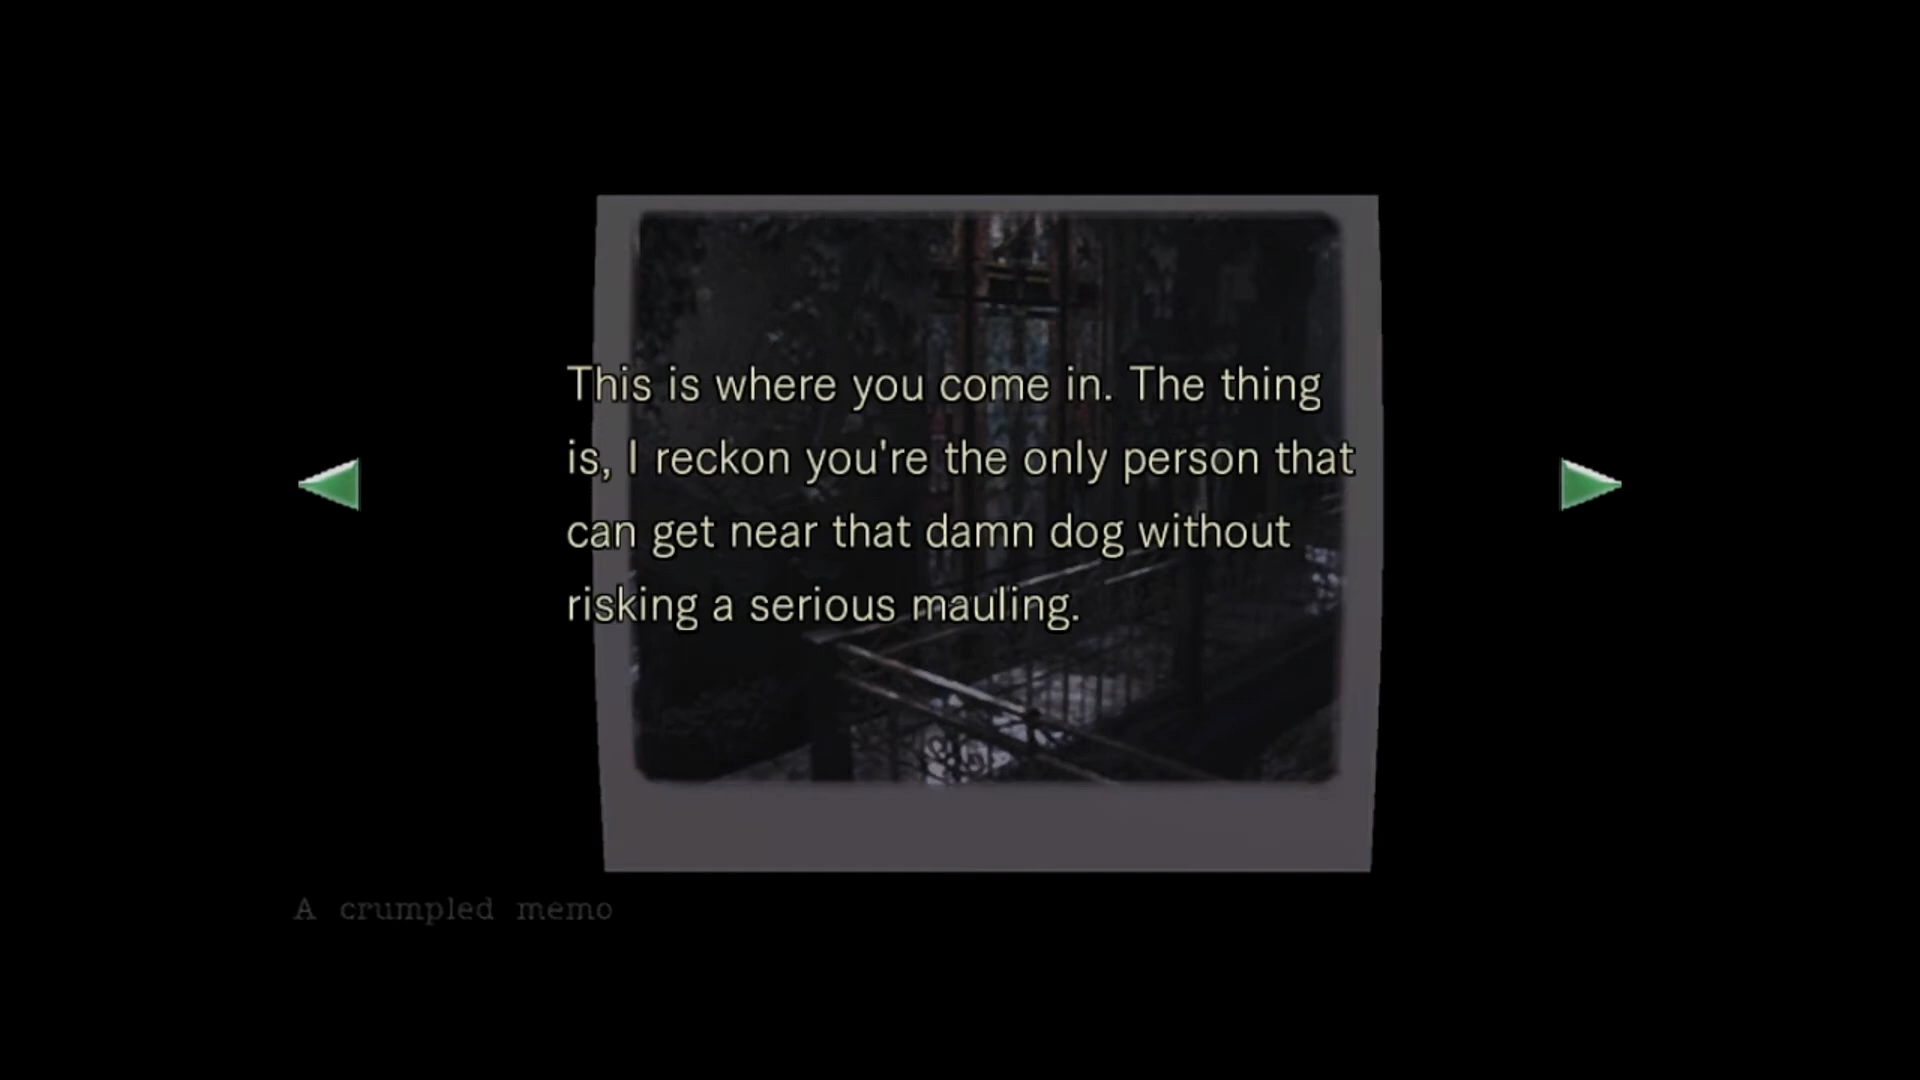 This is where you come in. The thing
is, I reckon you're the only person that
can get near that damn dog without
risking a serious mauling.
A crumpled memo